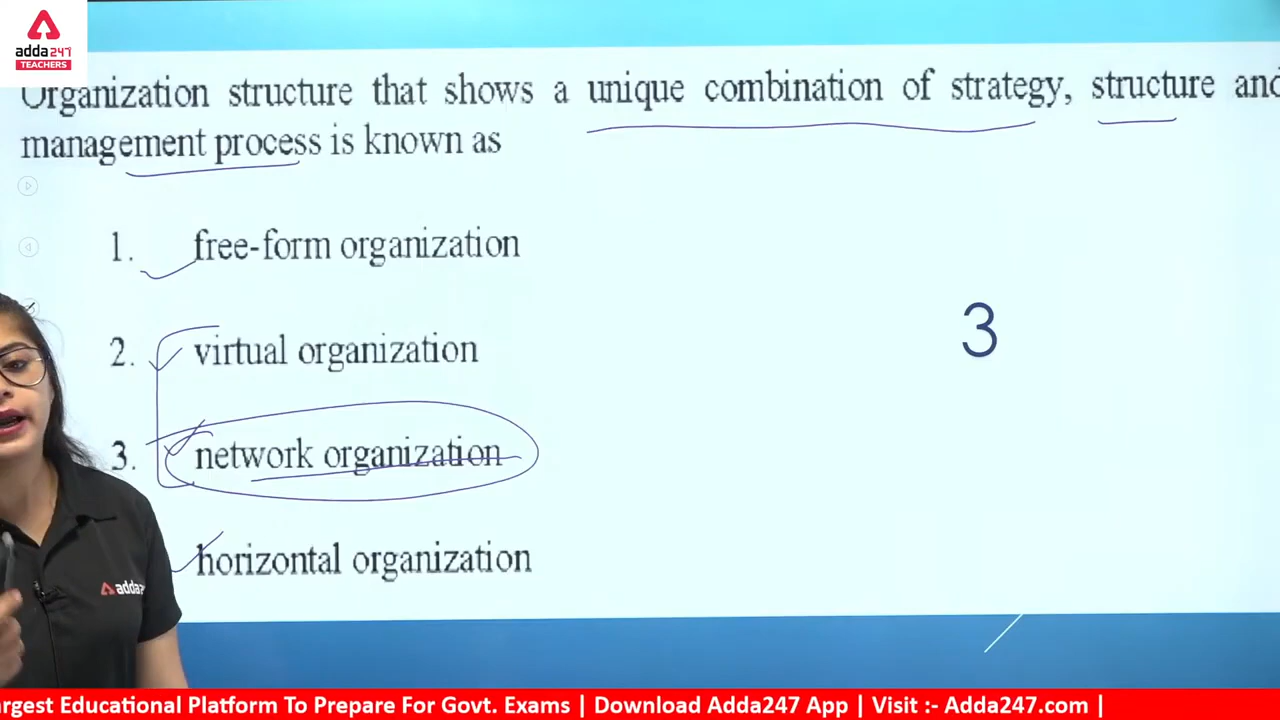 adda247
TEACHERS
Organization structure that shows a unique combination of strategy, structure and
management process is known as
1. free-form organization
2. virtual organization
3
3. network organization
horizontal organization
adda
argest Educational Platform To Prepare For Govt. Exams | Download Adda247 App | Visit :- Adda247.com |